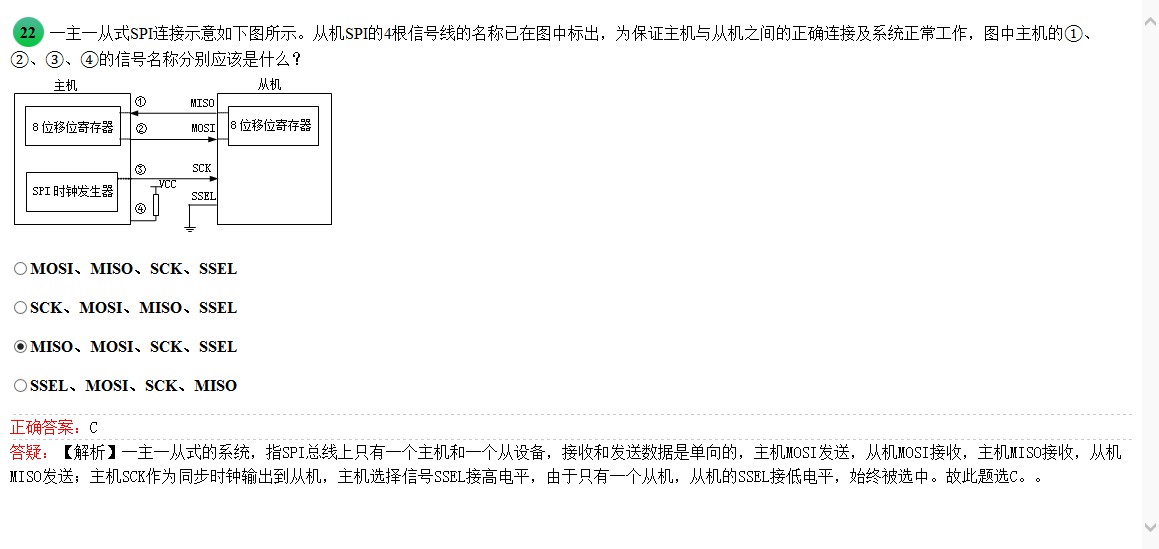 22 一主一从式SPI连接示意如下图所示。从机SPI的4根信号线的名称已在图中标出，为保证主机与从机之间的正确连接及系统正常工作，图中主机的①、
②、③、④的信号名称分别应该是什么？
主机
从机
①
MISO
8位移位寄存器
②
MOSI
8位移位寄存器
③
SCK
SPI时钟发生器
VCC
④
SSEL
MOSI、MISO、SCK、SSEL
SCK、MOSI、MISO、SSEL
MISO、MOSI、SCK、SSEL
SSEL、MOSI、SCK、MISO
正确答案：C
答疑：【解析】一主一从式的系统，指SPI总线上只有一个主机和一个从设备，接收和发送数据是单向的，主机MOSI发送，从机MOSI接收，主机MISO接收，从机
MISO发送；主机SCK作为同步时钟输出到从机，主机选择信号SSEL接高电平，由于只有一个从机，从机的SSEL接低电平，始终被选中。故此题选C。。